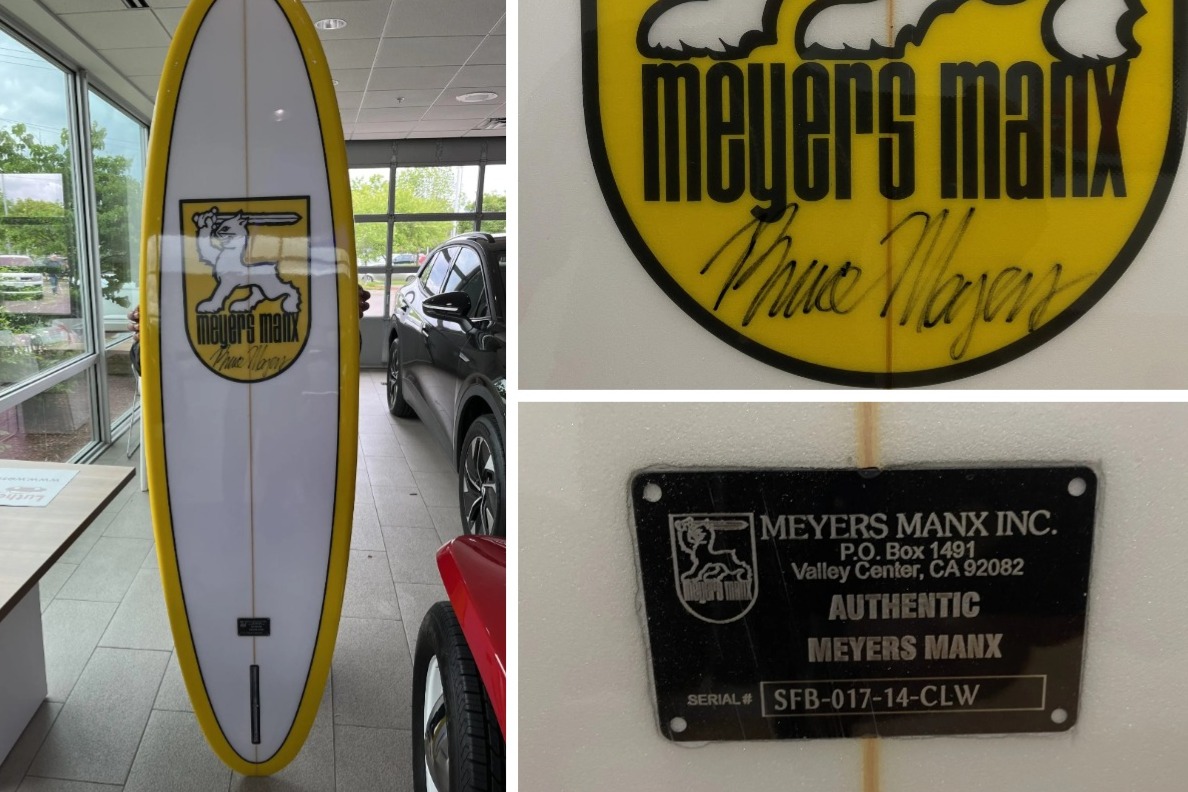 meyers manx
Bruce Meyers
meyers manx
Bruce Meyers
meyers manx
MEYERS MANX INC.
P.O. Box 1491
Valley Center, CA 92082
AUTHENTIC
MEYERS MANX
SERIAL# SFB-017-14-CLW